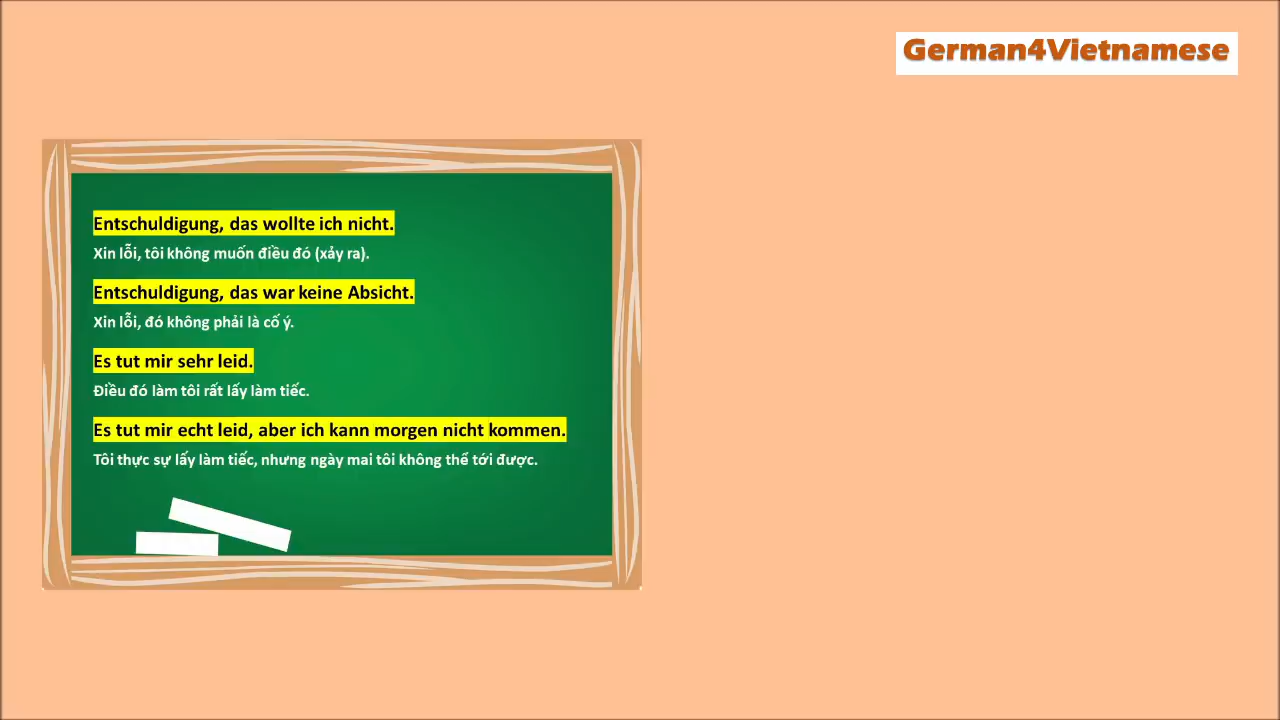 German4Vietnamese
Entschuldigung, das wollte ich nicht.
Xin lỗi, tôi không muốn điều đó (xảy ra).
Entschuldigung, das war keine Absicht.
Xin lỗi, đó không phải là cố ý.
Es tut mir sehr leid.
Điều đó làm tôi rất lấy làm tiếc.
Es tut mir echt leid, aber ich kann morgen nicht kommen.
Tôi thực sự lấy làm tiếc, nhưng ngày mai tôi không thể tới được.